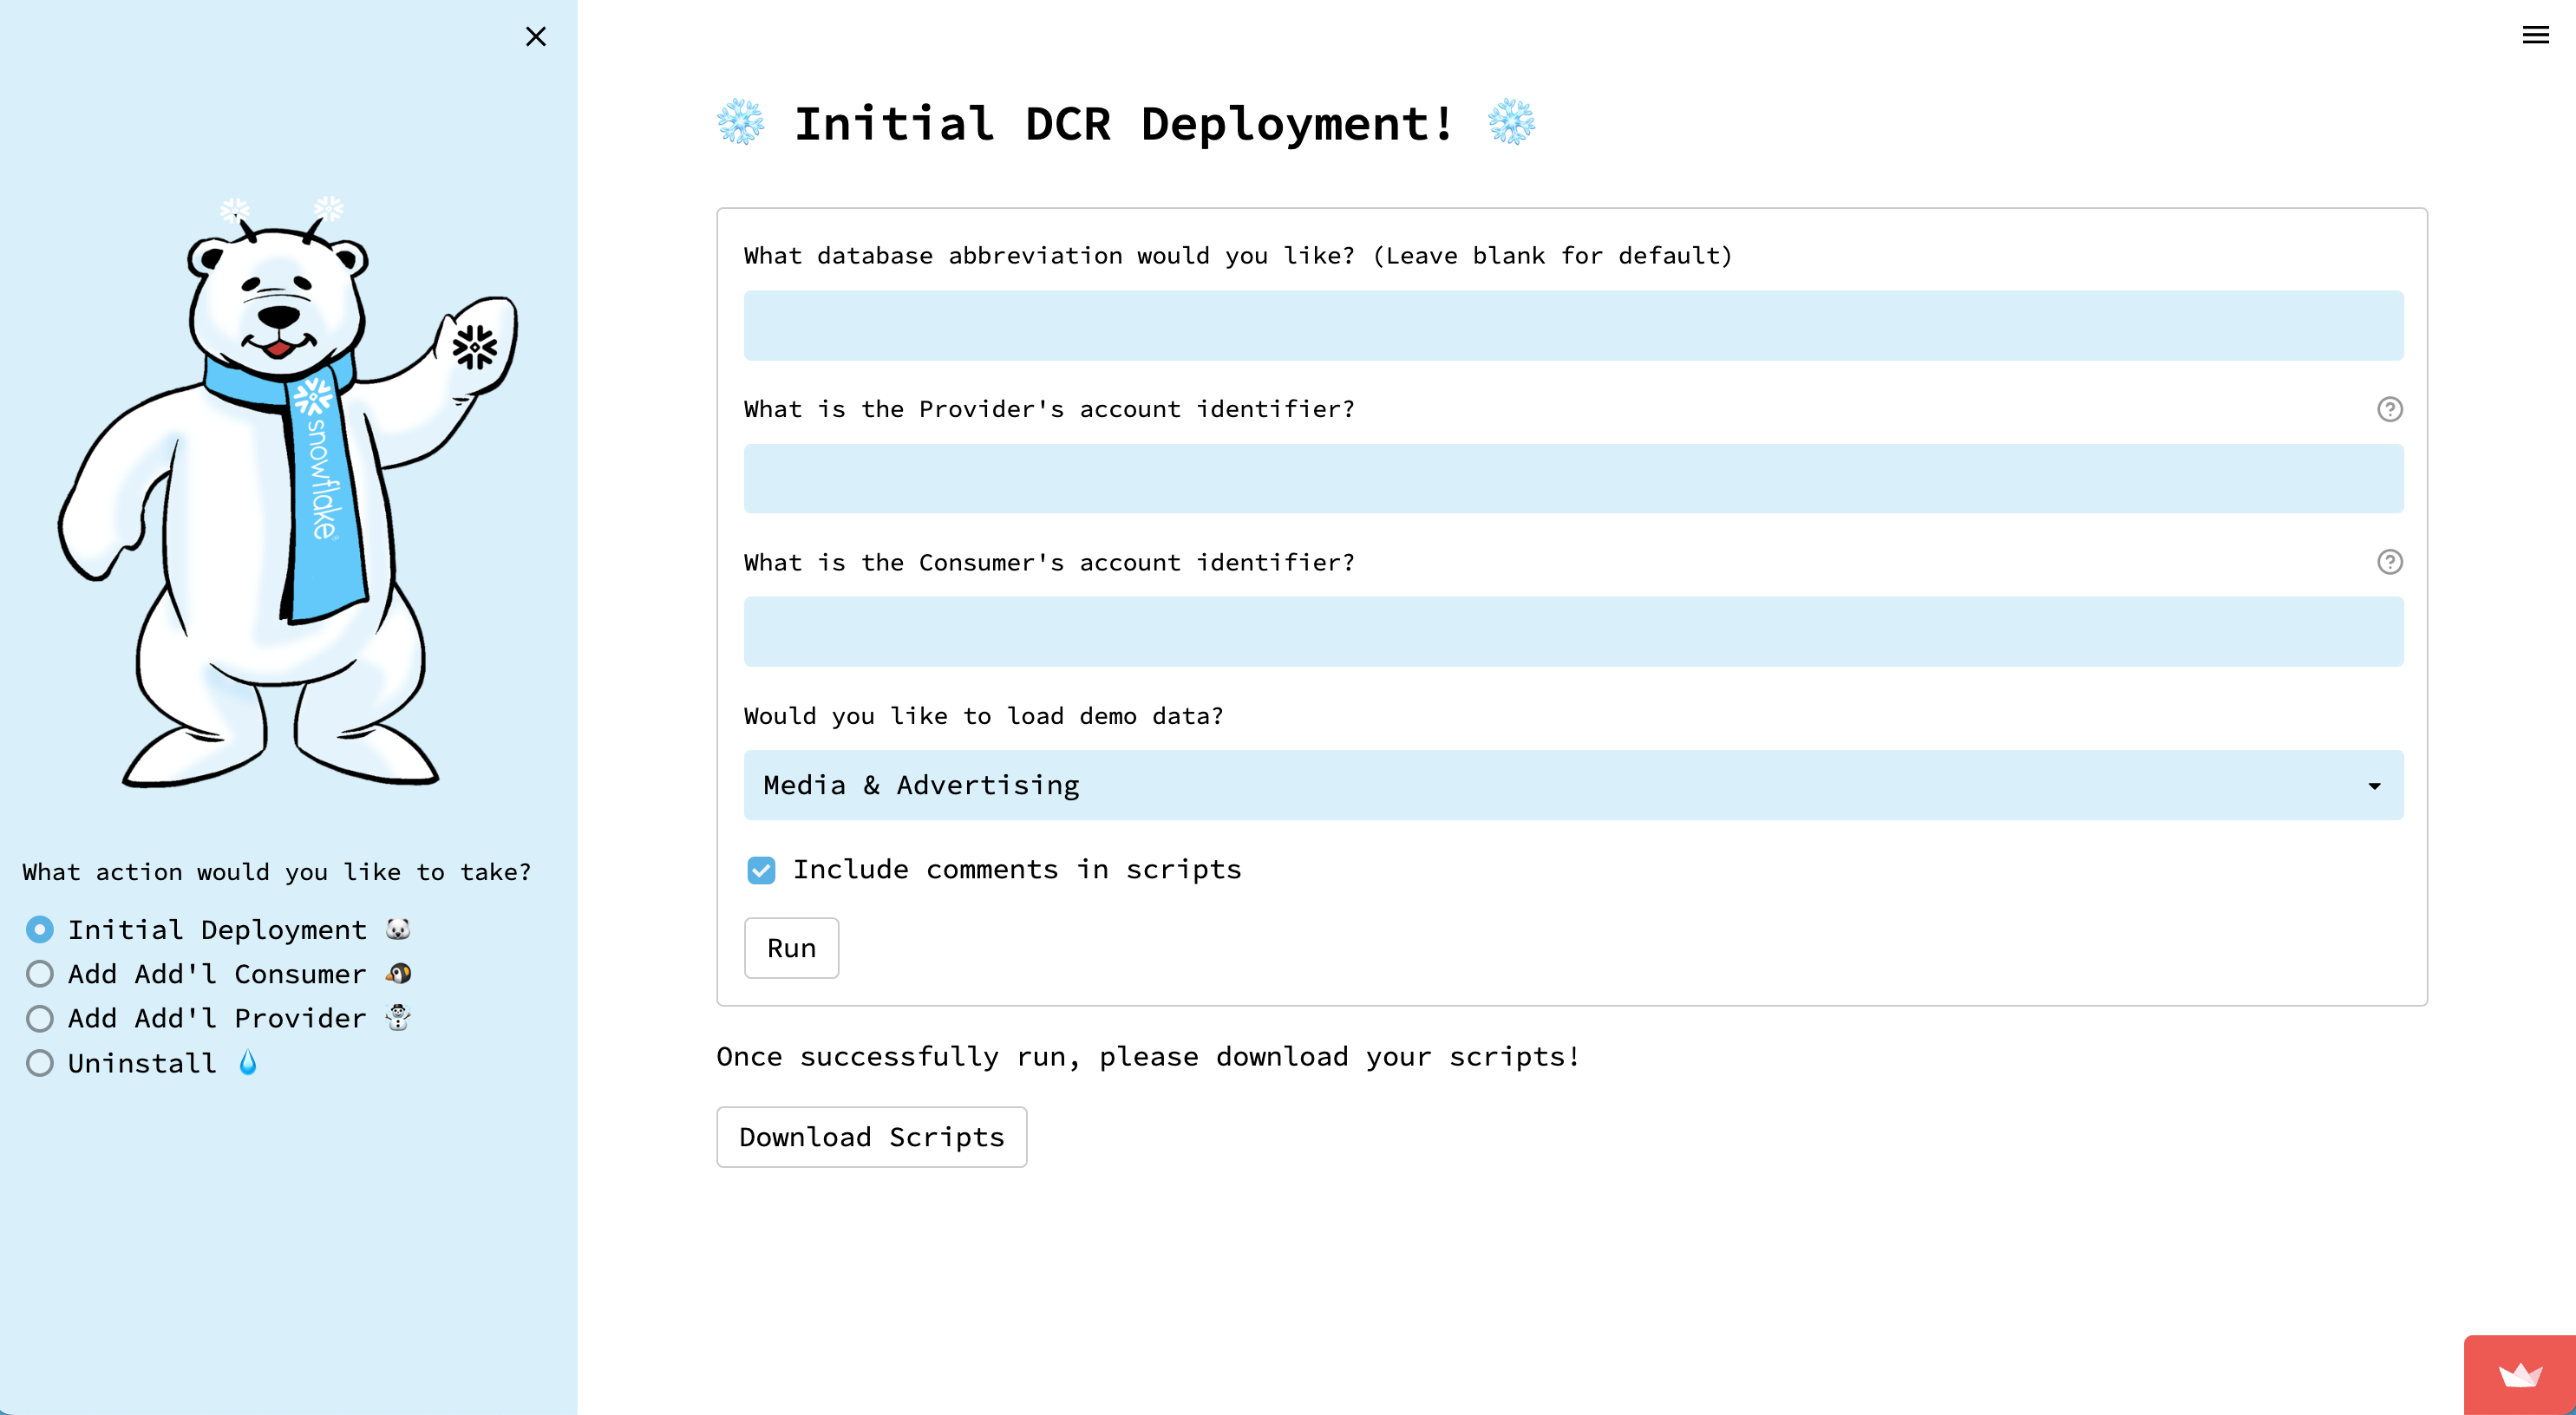 snowflake
What action would you like to take?
Initial Deployment
Add Add'l Consumer
Add Add'l Provider
Uninstall
Initial DCR Deployment!
What database abbreviation would you like? (Leave blank for default)
What is the Provider's account identifier?
What is the Consumer's account identifier?
Would you like to load demo data?
Media & Advertising
Include comments in scripts
Run
Once successfully run, please download your scripts!
Download Scripts